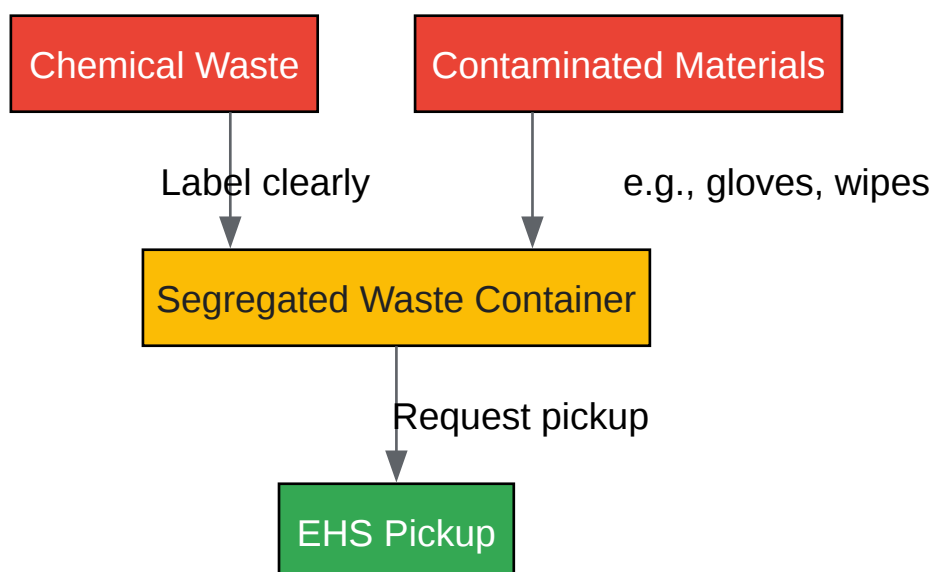 Chemical Waste
Contaminated Materials
Label clearly
e.g., gloves, wipes
Segregated Waste Container
Request pickup
EHS Pickup